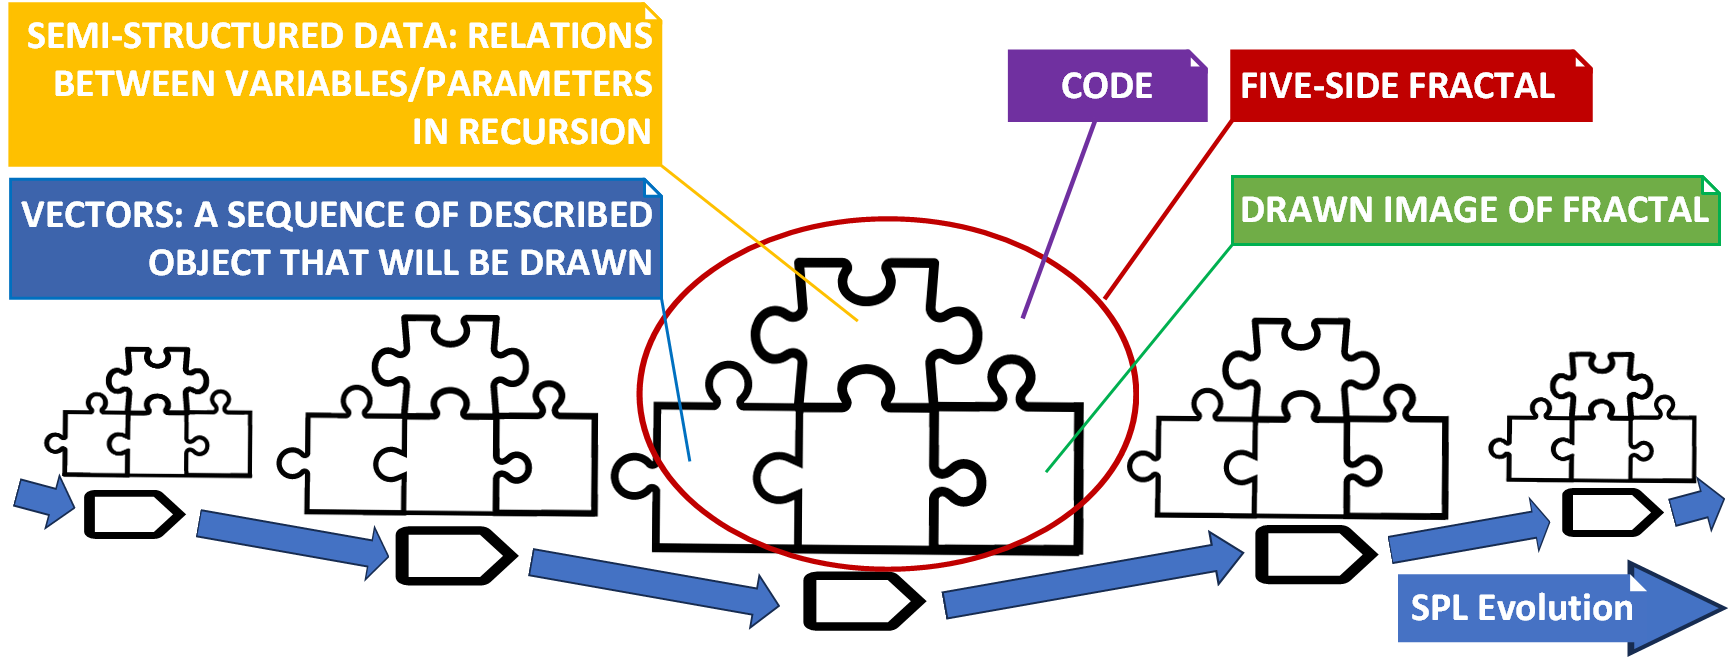 SEMI-STRUCTURED DATA: RELATIONS
BETWEEN VARIABLES/PARAMETERS
IN RECURSION
VECTORS: A SEQUENCE OF DESCRIBED
OBJECT THAT WILL BE DRAWN
CODE
FIVE-SIDE FRACTAL
DRAWN IMAGE OF FRACTAL
SPL Evolution